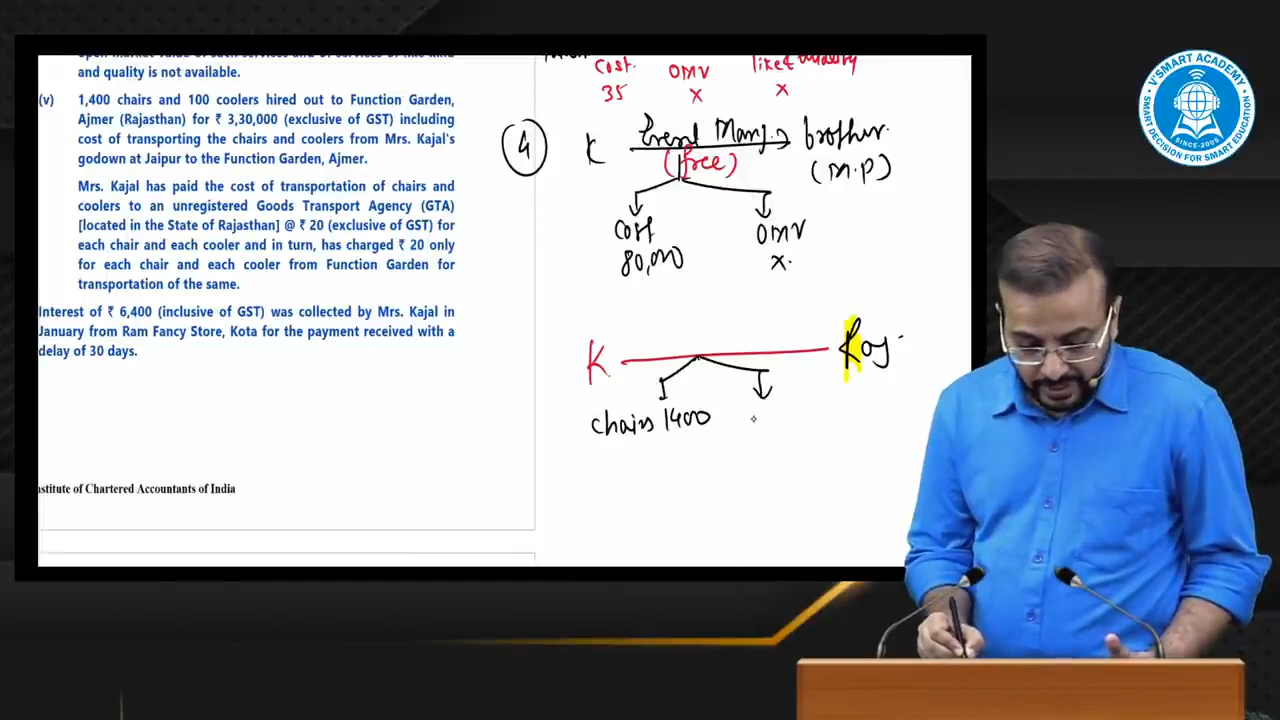 and quality is not available.
(v) 1,400 chairs and 100 coolers hired out to Function Garden,
Ajmer (Rajasthan) for ₹ 3,30,000 (exclusive of GST) including
cost of transporting the chairs and coolers from Mrs. Kajal's
godown at Jaipur to the Function Garden, Ajmer.
Mrs. Kajal has paid the cost of transportation of chairs and
coolers to an unregistered Goods Transport Agency (GTA)
[located in the State of Rajasthan] @ ₹ 20 (exclusive of GST) for
each chair and each cooler and in turn, has charged ₹ 20 only
for each chair and each cooler from Function Garden for
transportation of the same.
Interest of ₹ 6,400 (inclusive of GST) was collected by Mrs. Kajal in
January from Ram Fancy Store, Kota for the payment received with a
delay of 30 days.
stitute of Chartered Accountants of India
cost OMV like & quality
35 x x
4 K Event Mang brother
(free) (M.P)
cost OMV
80,000 x.
K Raj.
chairs 1400
V'SMART ACADEMY
SMART DECISION FOR SMART EDUCATION
SINCE-2005